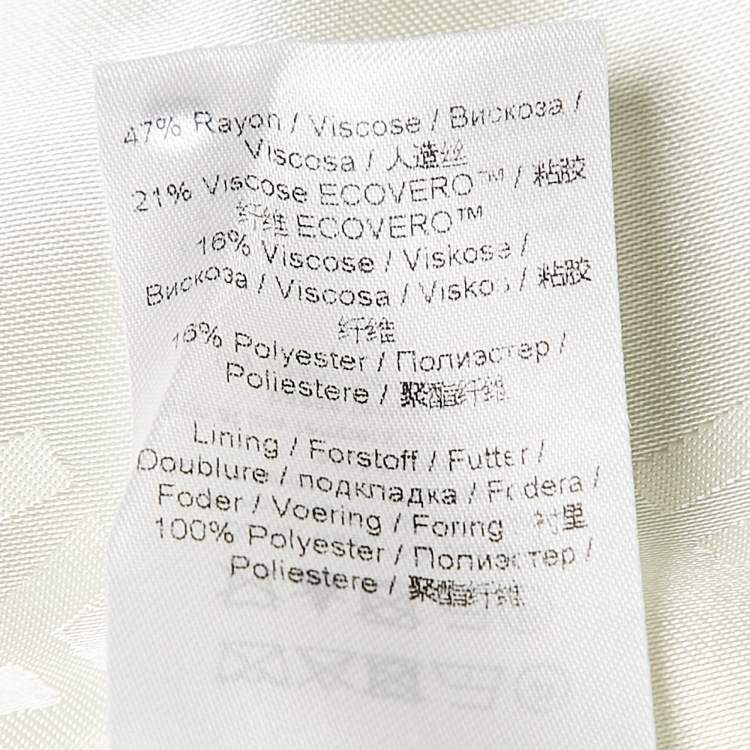 47% Rayon / Viscose / Вискоза /
Viscosa / 人造丝
21% Viscose ECOVERO™ / 粘胶
纤维 ECOVERO™
16% Viscose / Viskose /
Вискоза / Viscosa / Viskos / 粘胶
纤维
16% Polyester / Полиэстер /
Poliestere / 聚酯纤维
Lining / Forstoff / Futter /
Doublure / подкладка / Fodera /
Foder / Voering / Foring 衬里
100% Polyester / Полиэстер /
Poliestere / 聚酯纤维